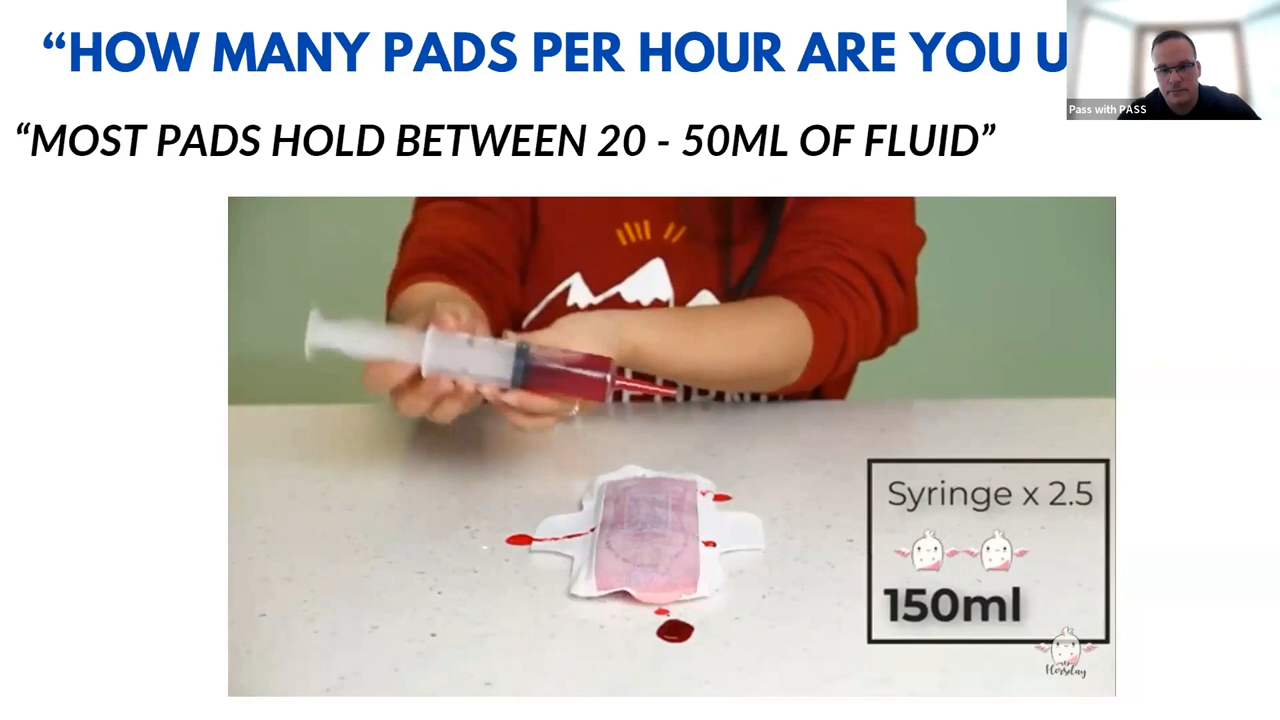 “HOW MANY PADS PER HOUR ARE YOU U
Pass with PASS
“MOST PADS HOLD BETWEEN 20 - 50ML OF FLUID”
Syringe x 2.5
150ml